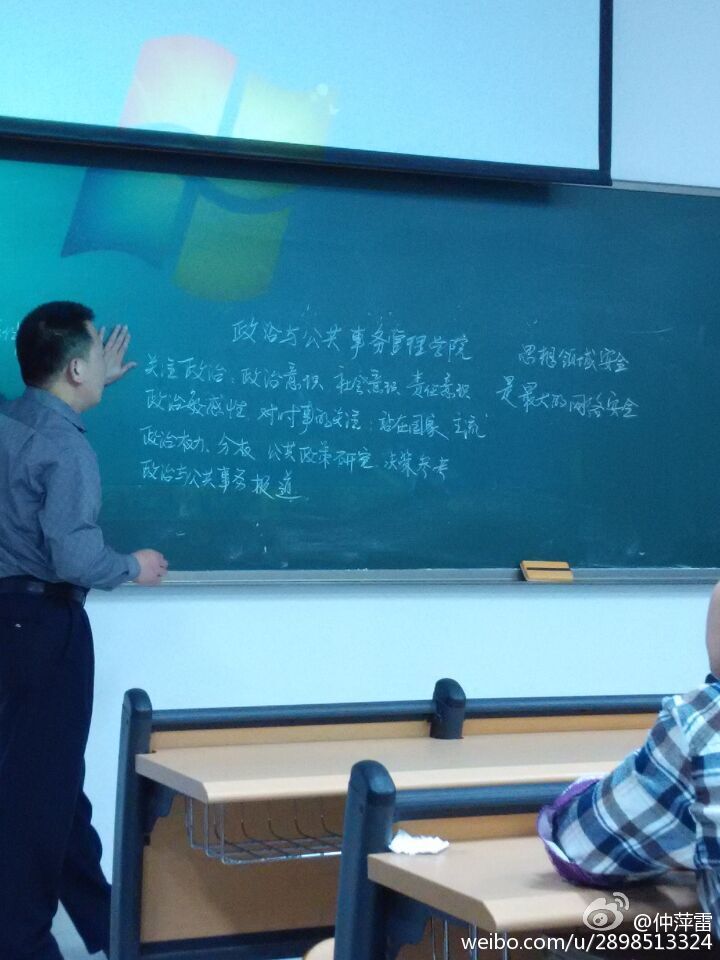 政治与公共事务管理学院
关注政治：政治意识 社会意识 责任意识
政治敏感性 对时事的关注：站在国家 主流
政治权力、分权 公共政策研究 决策参考
政治与公共事务报道
思想领域安全
是最大的网络安全
@仲萍雷
weibo.com/u/2898513324